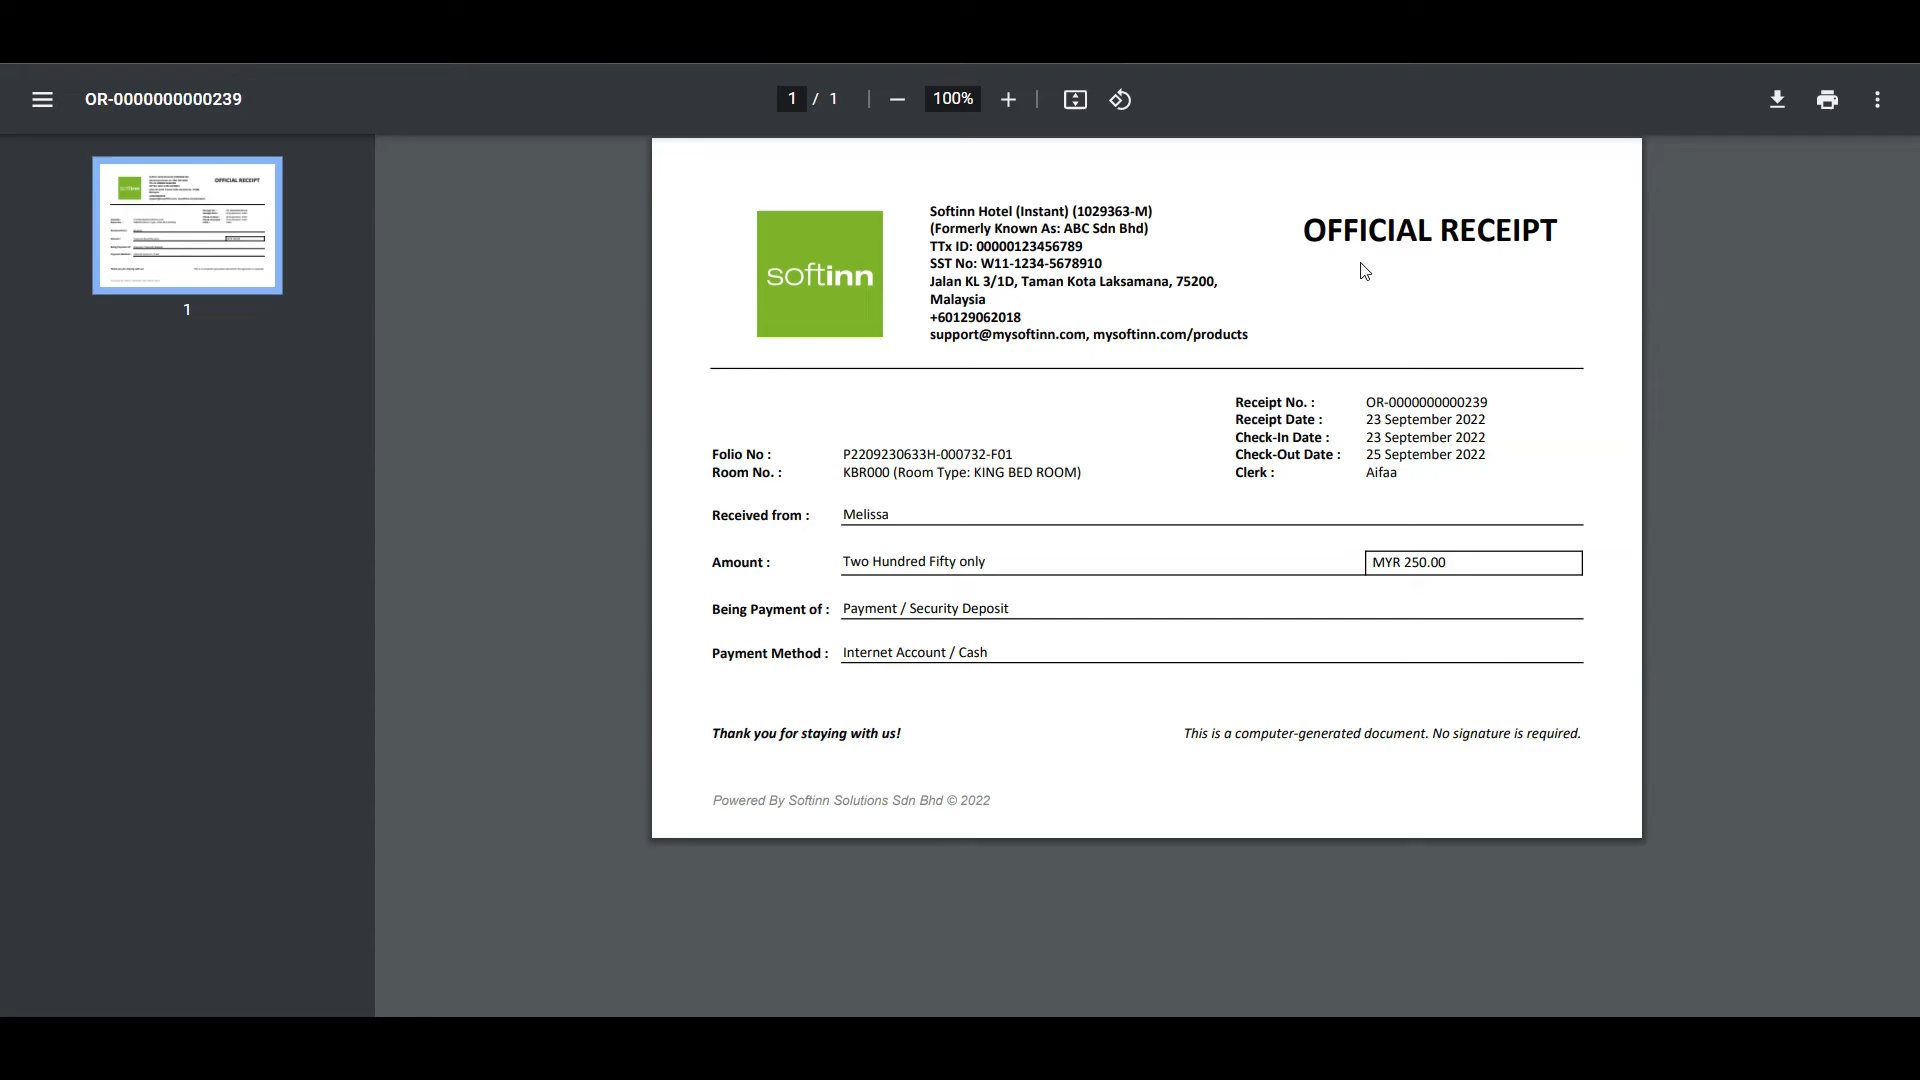 OR-0000000000239
1 / 1
100%
1
softinn
Softinn Hotel (Instant) (1029363-M)
(Formerly Known As: ABC Sdn Bhd)
TTx ID: 00000123456789
SST No: W11-1234-5678910
Jalan KL 3/1D, Taman Kota Laksamana, 75200,
Malaysia
+60129062018
support@mysoftinn.com, mysoftinn.com/products
OFFICIAL RECEIPT
Receipt No. : OR-0000000000239
Receipt Date : 23 September 2022
Check-In Date : 23 September 2022
Folio No : P2209230633H-000732-F01 Check-Out Date : 25 September 2022
Room No. : KBR000 (Room Type: KING BED ROOM) Clerk : Aifaa
Received from : Melissa
Amount : Two Hundred Fifty only MYR 250.00
Being Payment of : Payment / Security Deposit
Payment Method : Internet Account / Cash
Thank you for staying with us! This is a computer-generated document. No signature is required.
Powered By Softinn Solutions Sdn Bhd © 2022